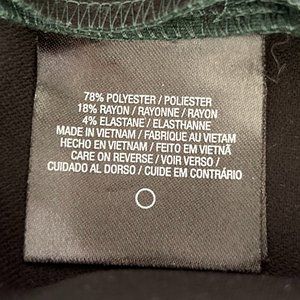 78% POLYESTER / POLIESTER
18% RAYON / RAYONNE / RAYON
4% ELASTANE / ELASTHANNE
MADE IN VIETNAM / FABRIQUE AU VIETAM
HECHO EN VIETNAM / FEITO EM VIETNÃ
CARE ON REVERSE / VOIR VERSO /
CUIDADO AL DORSO / CUIDE EM CONTRÁRIO